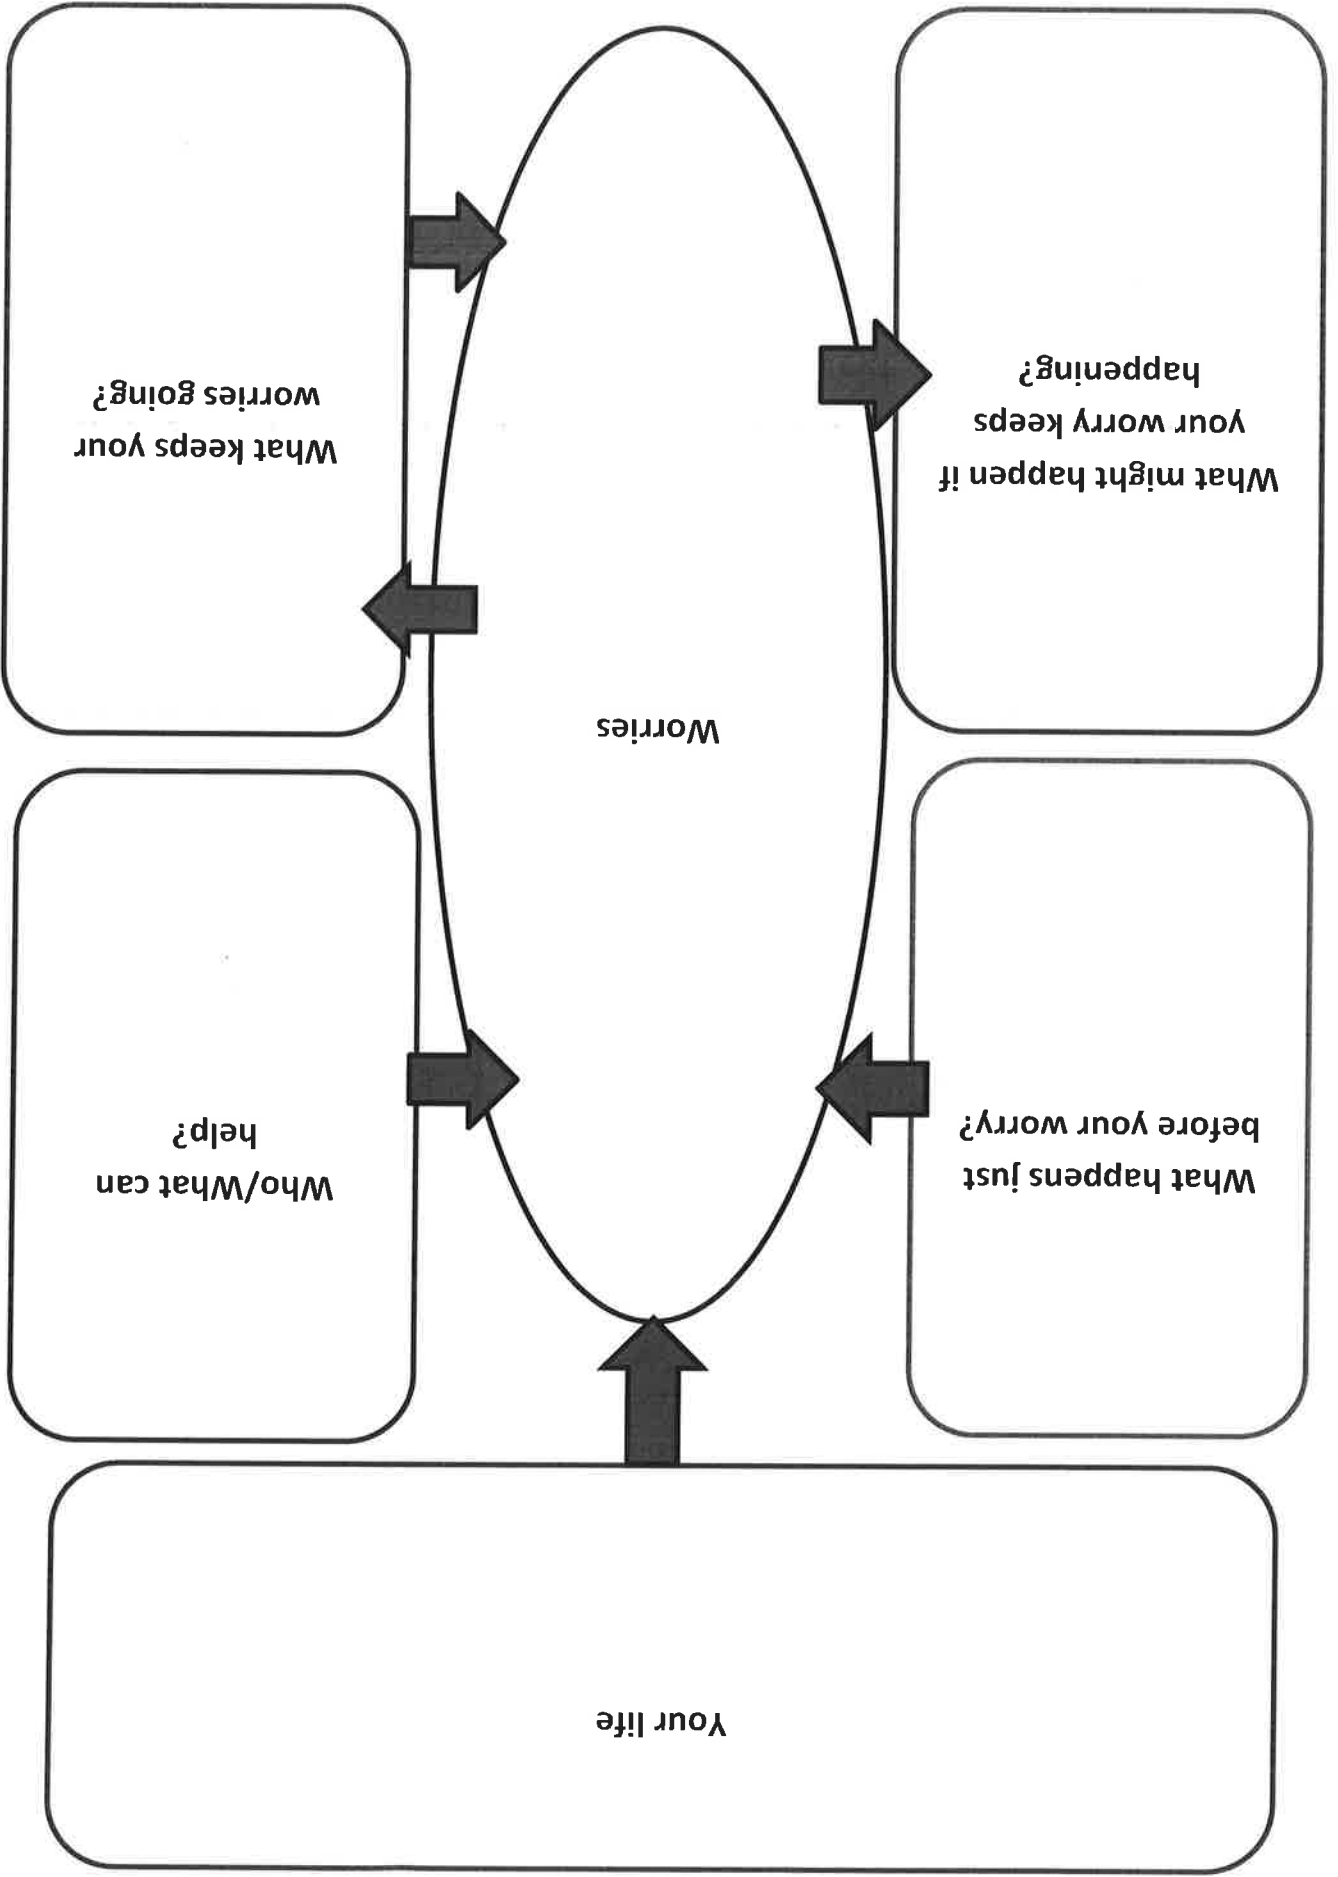 Your life
What happens just
before your worry?
Who/What can
help?
Worries
What might happen if
your worry keeps
happening?
What keeps your
worries going?